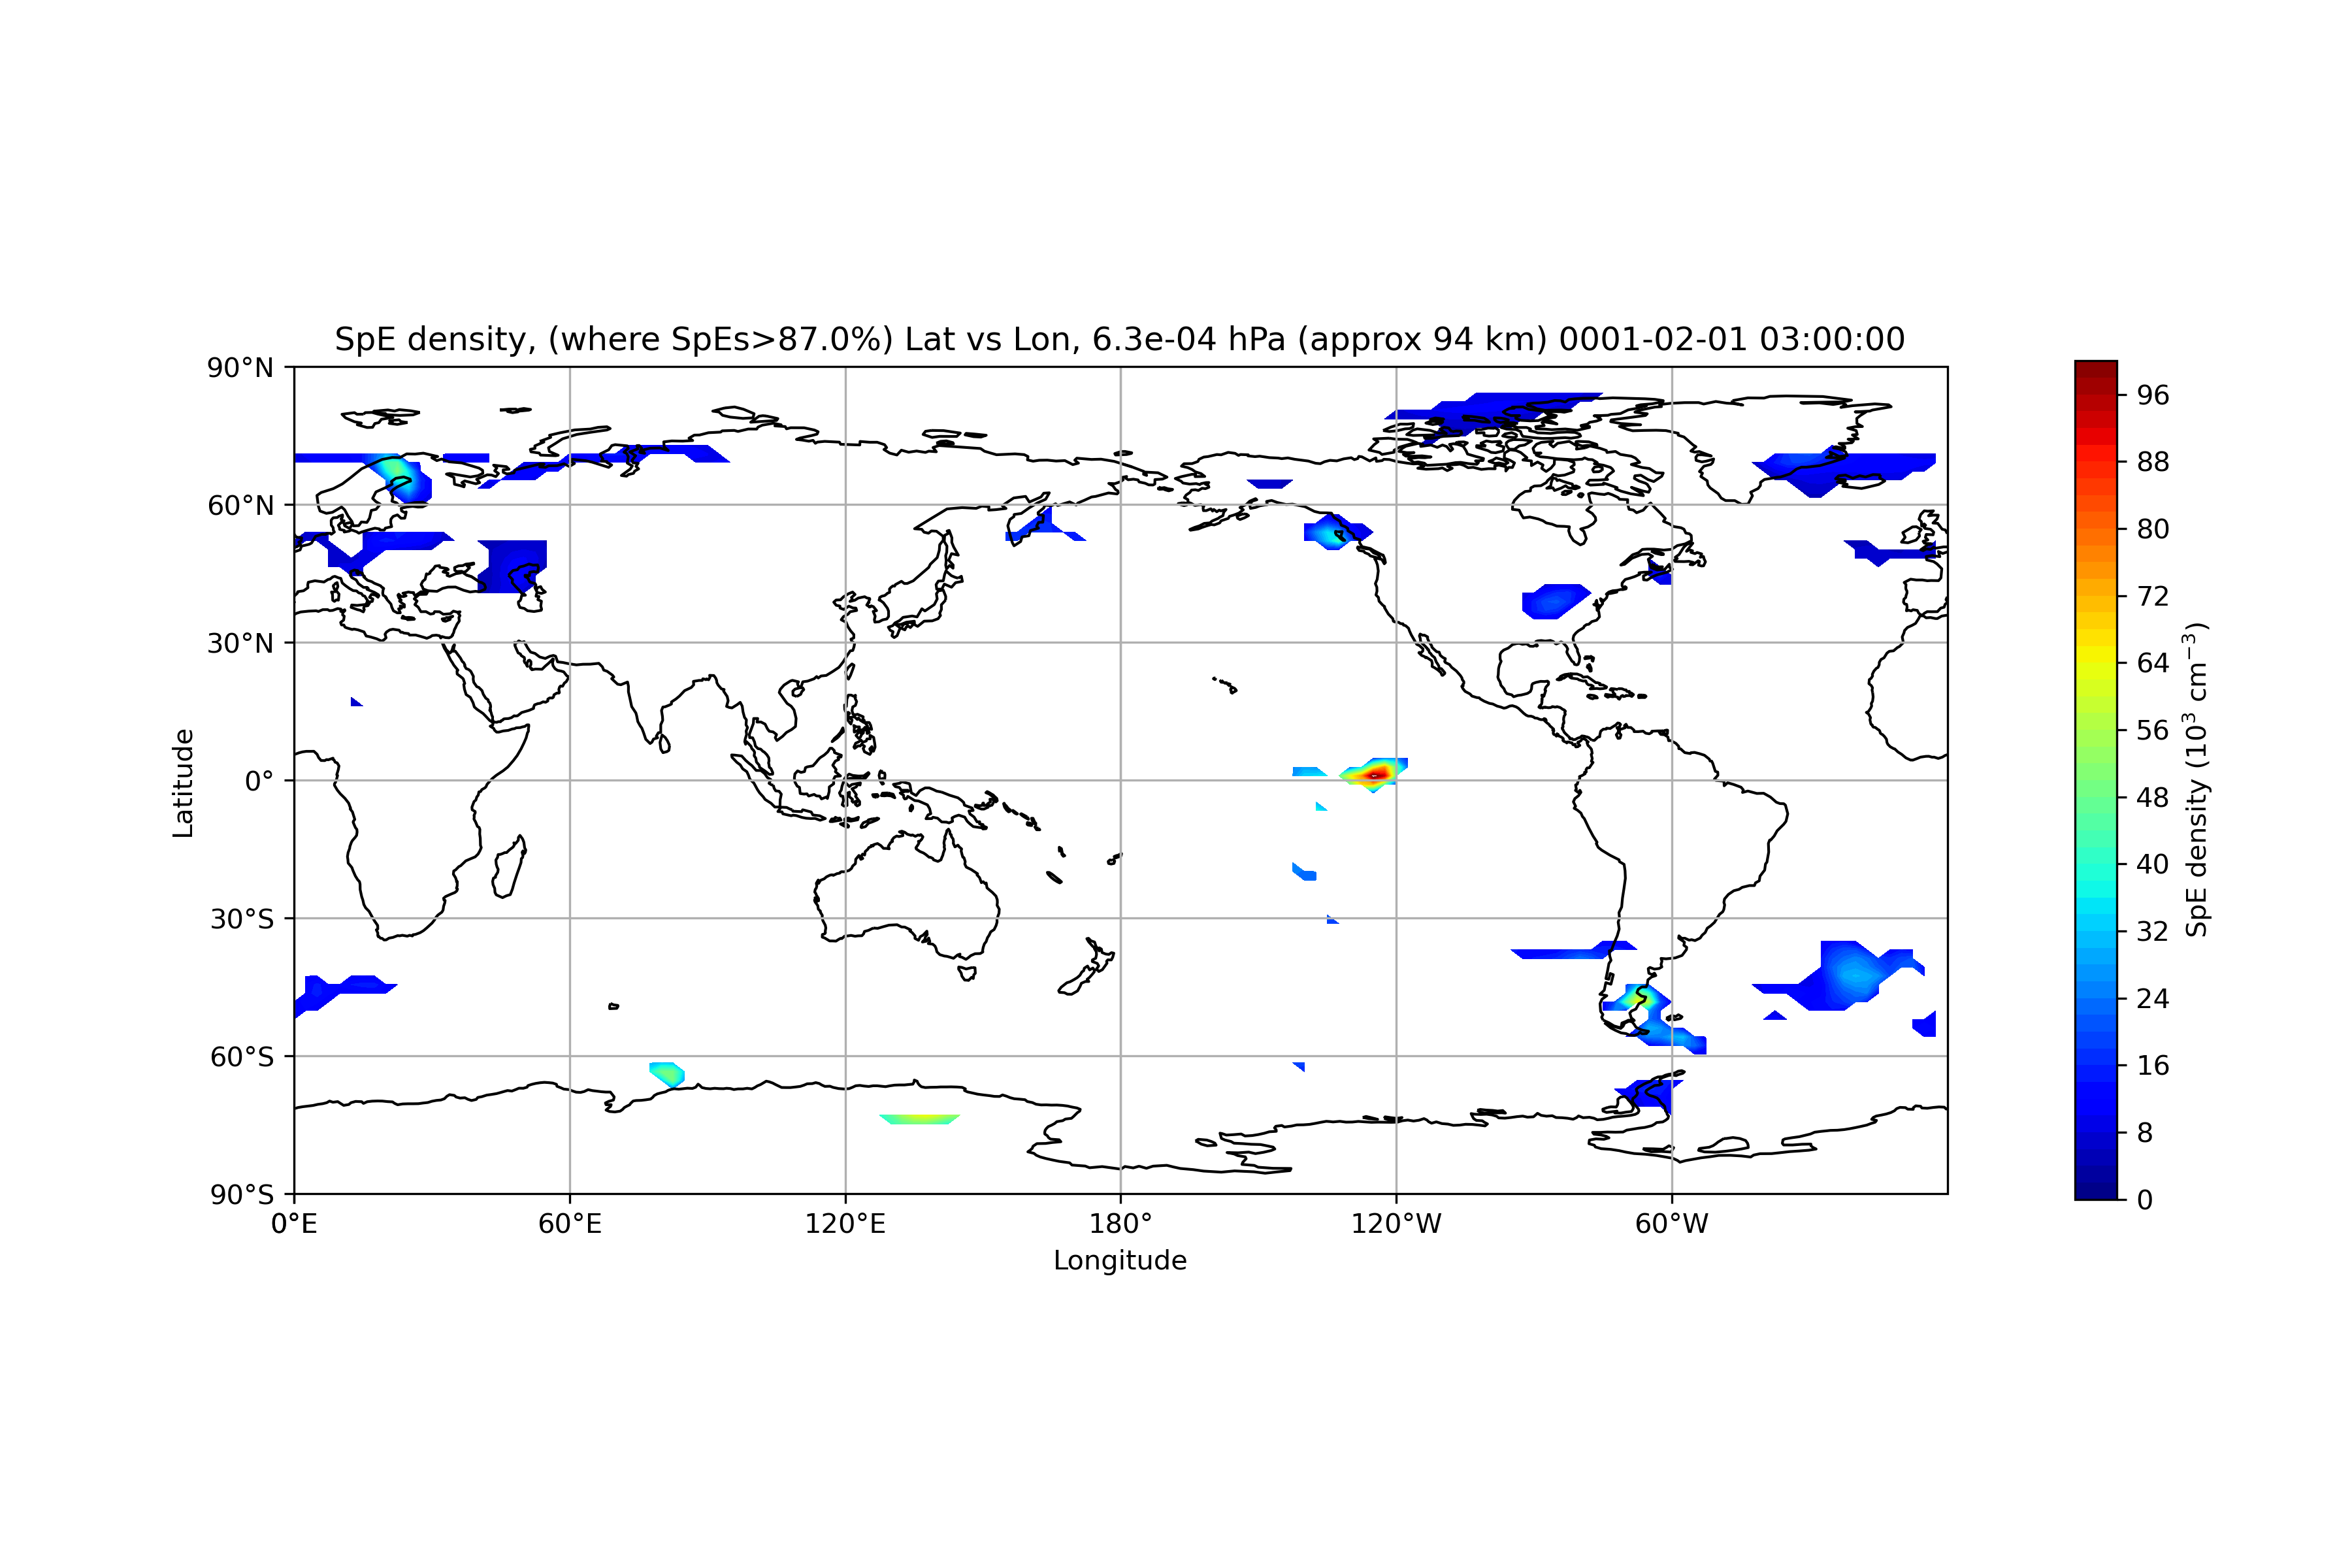 SpE density, (where SpEs>87.0%) Lat vs Lon, 6.3e-04 hPa (approx 94 km) 0001-02-01 03:00:00
90°N
60°N
30°N
0°
30°S
60°S
90°S
Latitude
0°E
60°E
120°E
180°
120°W
60°W
Longitude
96
88
80
72
64
56
48
40
32
24
16
8
0
SpE density (10³ cm⁻³)